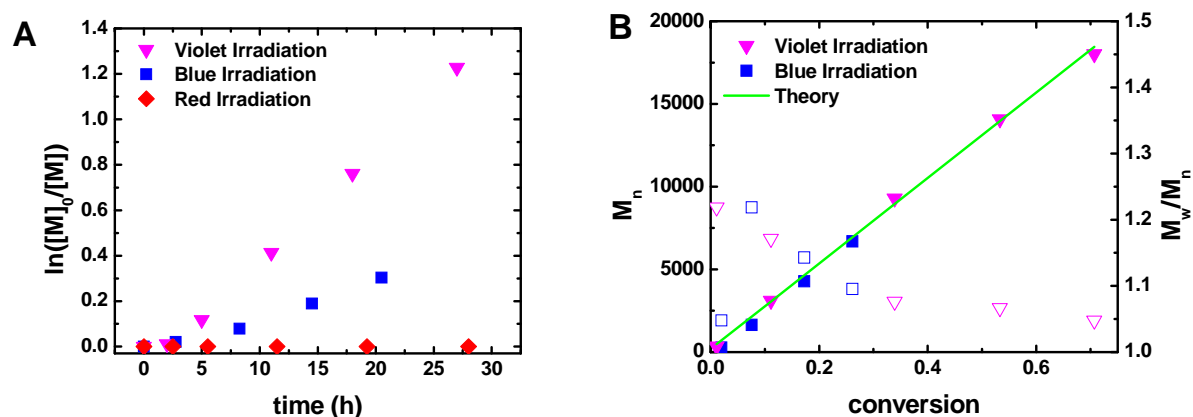 A
Violet Irradiation
Blue Irradiation
Red Irradiation
ln([M]0/[M])
1.4
1.2
1.0
0.8
0.6
0.4
0.2
0.0
0 5 10 15 20 25 30
time (h)
B
Violet Irradiation
Blue Irradiation
Theory
Mn
20000
15000
10000
5000
0
0.0 0.2 0.4 0.6
conversion
1.5
1.4
1.3
1.2
1.1
1.0
Mw/Mn